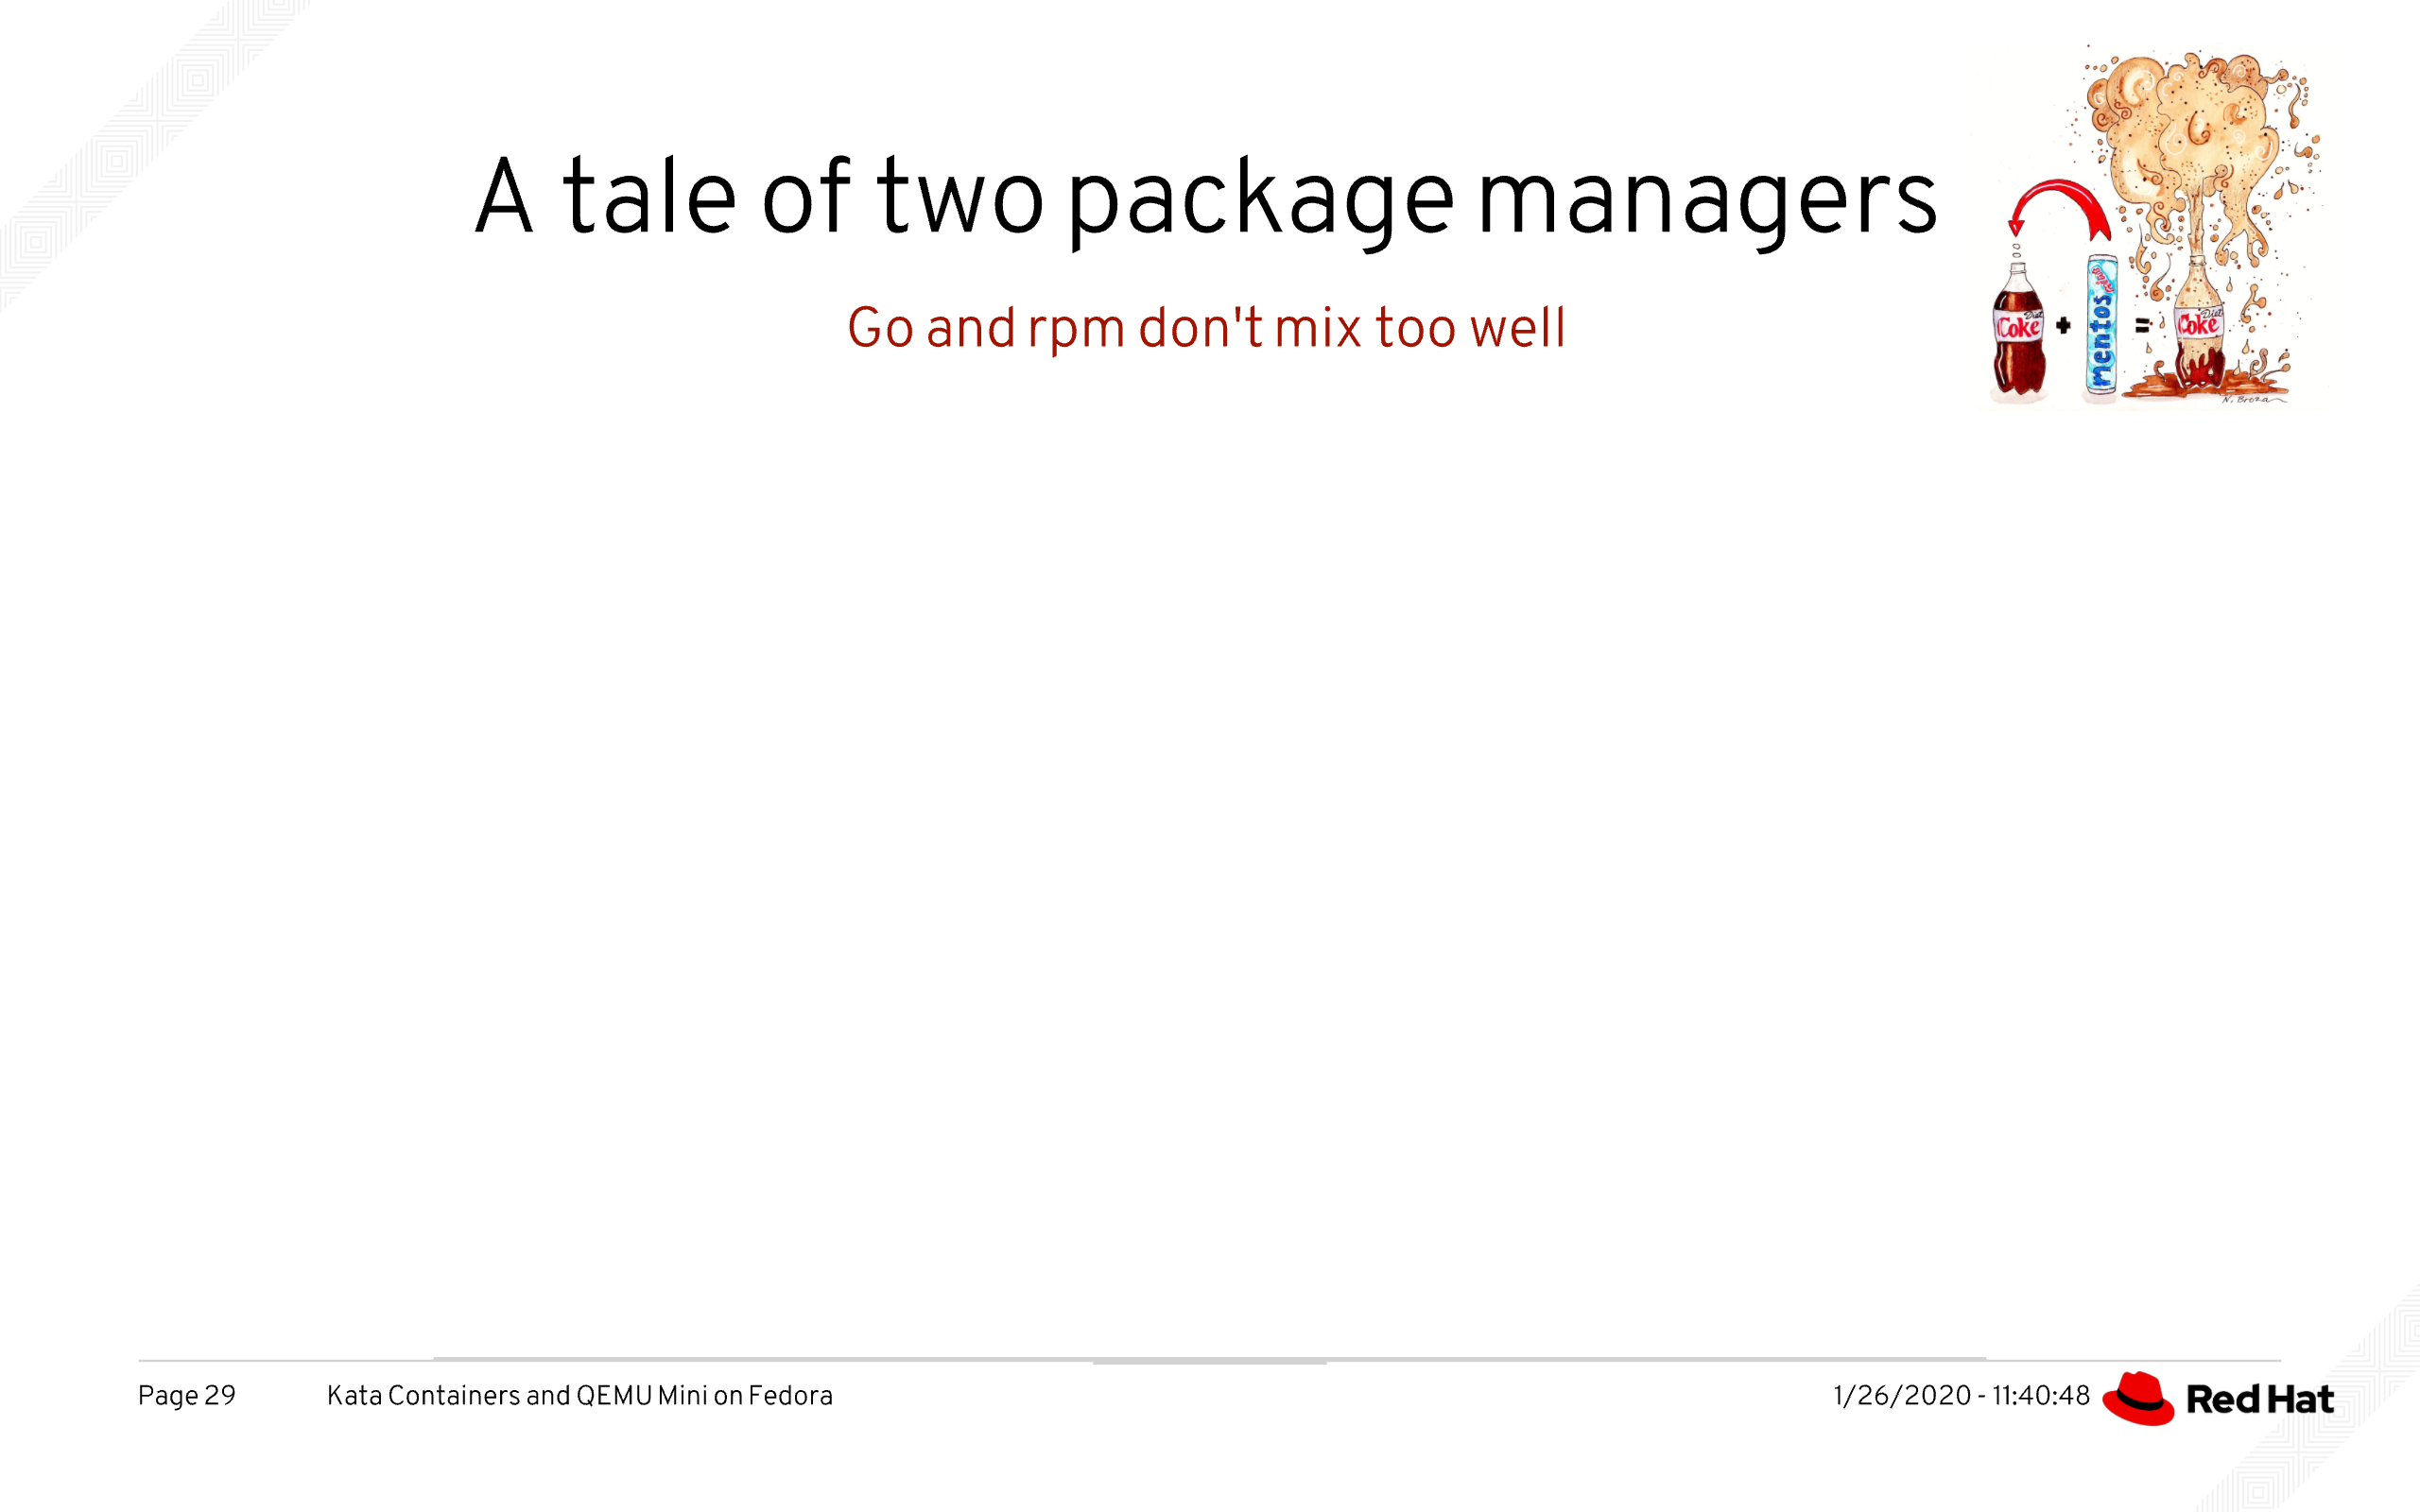 A tale of two package managers
Go and rpm don't mix too well
Diet
Coke
+
mentos
=
Diet
Coke
N. Broza
Page 29
Kata Containers and QEMU Mini on Fedora
1/26/2020 - 11:40:48
Red Hat